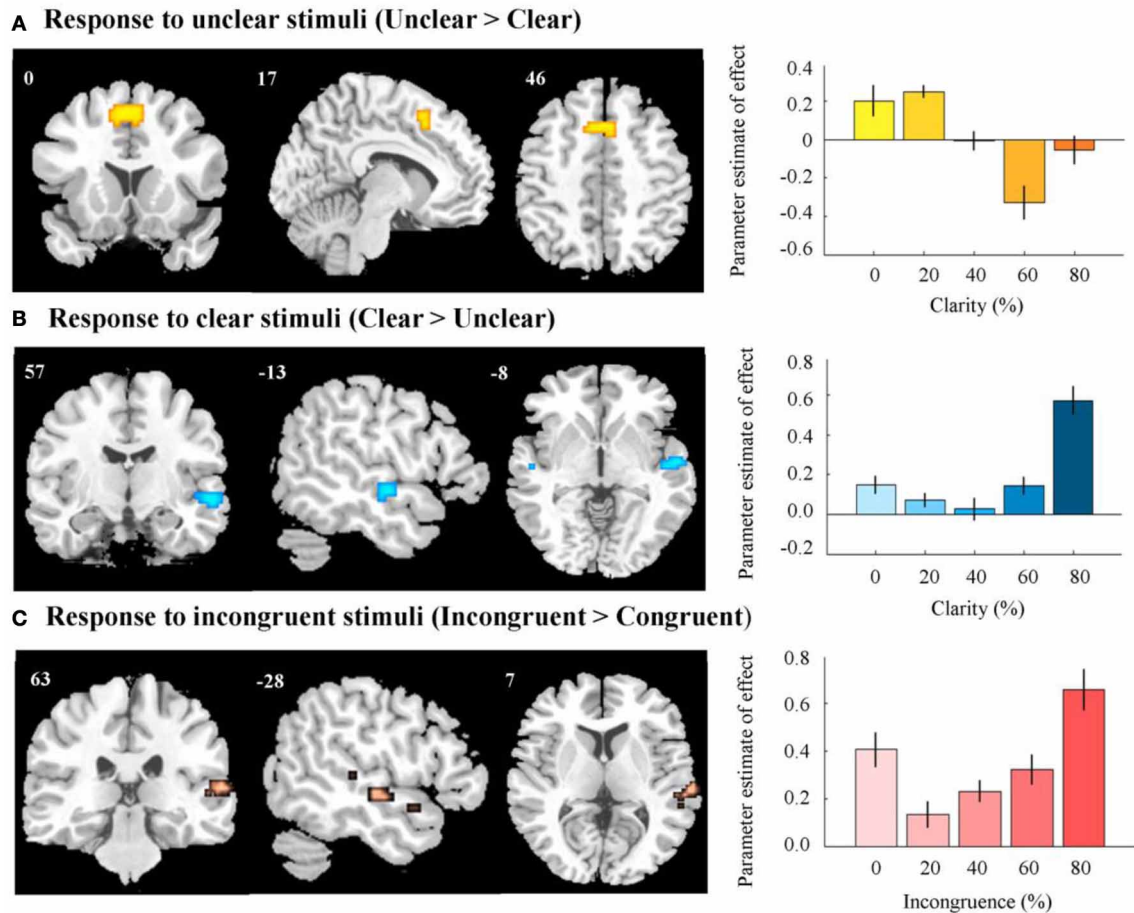 A Response to unclear stimuli (Unclear > Clear)
0 17 46
Parameter estimate of effect
0.4
0.2
0
-0.2
-0.4
-0.6
0 20 40 60 80
Clarity (%)
B Response to clear stimuli (Clear > Unclear)
57 -13 -8
Parameter estimate of effect
0.8
0.6
0.4
0.2
0.0
-0.2
0 20 40 60 80
Clarity (%)
C Response to incongruent stimuli (Incongruent > Congruent)
63 -28 7
Parameter estimate of effect
0.8
0.6
0.4
0.2
0.0
0 20 40 60 80
Incongruence (%)